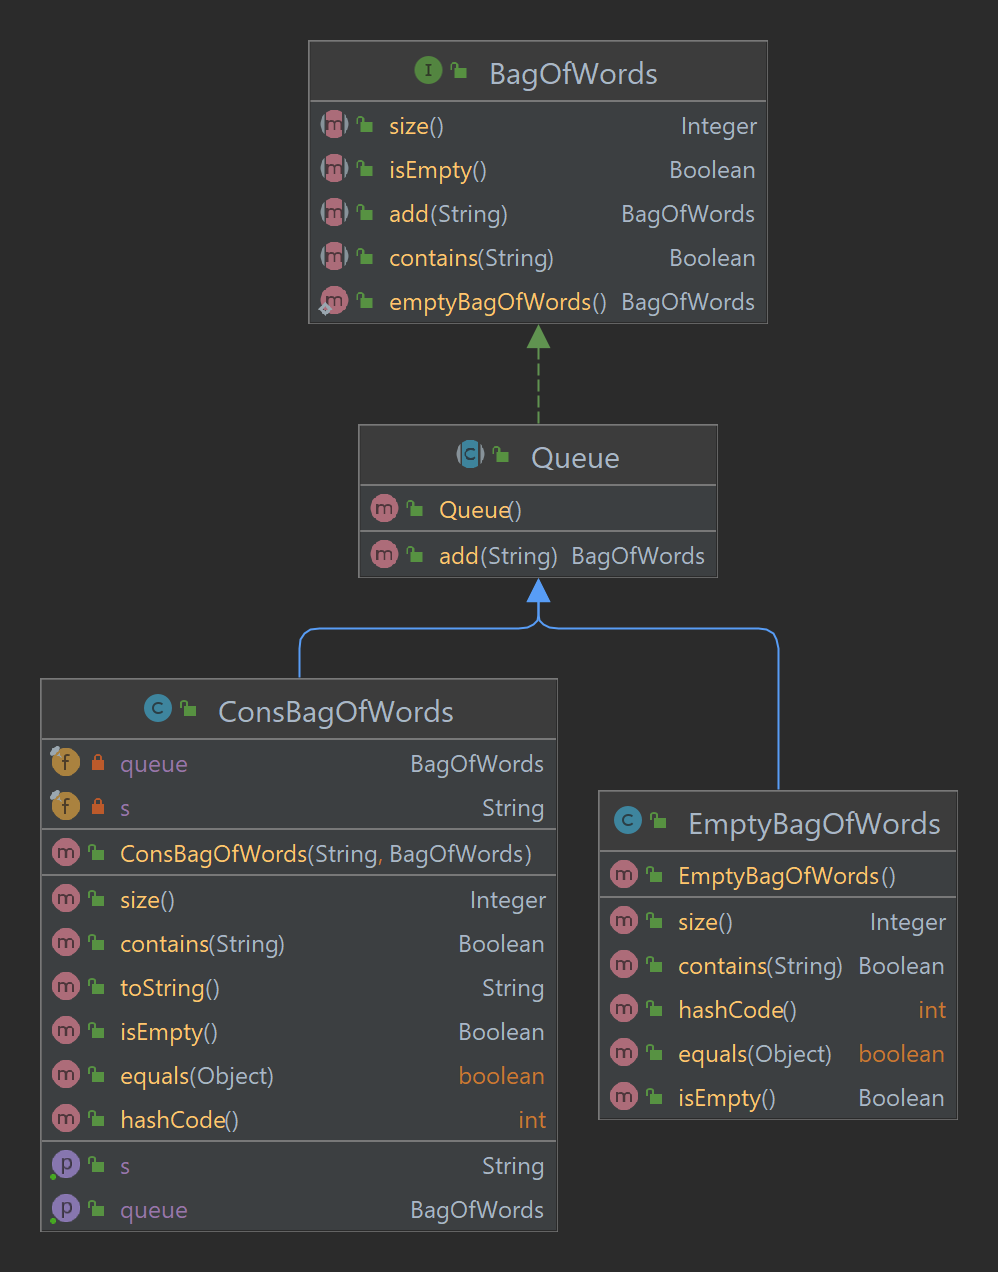 I BagOfWords
m size() Integer
m isEmpty() Boolean
m add(String) BagOfWords
m contains(String) Boolean
m emptyBagOfWords() BagOfWords
C Queue
m Queue()
m add(String) BagOfWords
C ConsBagOfWords
f queue BagOfWords
f s String
m ConsBagOfWords(String, BagOfWords)
m size() Integer
m contains(String) Boolean
m toString() String
m isEmpty() Boolean
m equals(Object) boolean
m hashCode() int
p s String
p queue BagOfWords
C EmptyBagOfWords
m EmptyBagOfWords()
m size() Integer
m contains(String) Boolean
m hashCode() int
m equals(Object) boolean
m isEmpty() Boolean